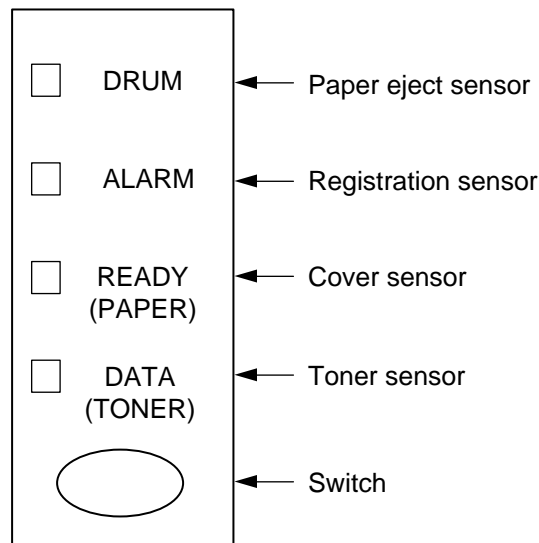 DRUM
Paper eject sensor
ALARM
Registration sensor
READY
(PAPER)
Cover sensor
DATA
(TONER)
Toner sensor
Switch